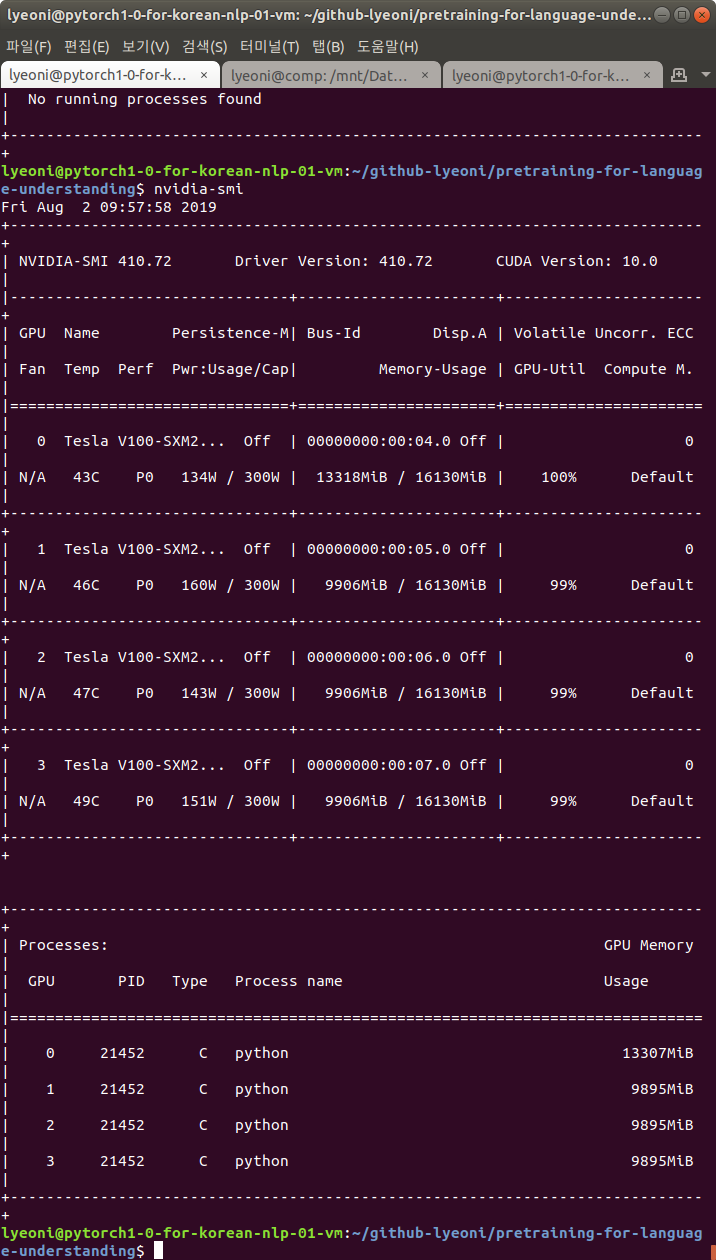 lyeoni@pytorch1-0-for-korean-nlp-01-vm: ~/github-lyeoni/pretraining-for-language-unde...
파일(F) 편집(E) 보기(V) 검색(S) 터미널(T) 탭(B) 도움말(H)
lyeoni@pytorch1-0-for-k... × lyeoni@comp: /mnt/Dat... × lyeoni@pytorch1-0-for-k... ×
|  No running processes found
|
+-----------------------------------------------------------------------------
+
lyeoni@pytorch1-0-for-korean-nlp-01-vm:~/github-lyeoni/pretraining-for-languag
e-understanding$ nvidia-smi
Fri Aug  2 09:57:58 2019
+-----------------------------------------------------------------------------
+
| NVIDIA-SMI 410.72       Driver Version: 410.72       CUDA Version: 10.0
|
|-------------------------------+----------------------+----------------------
+
| GPU  Name        Persistence-M| Bus-Id        Disp.A | Volatile Uncorr. ECC
|
| Fan  Temp  Perf  Pwr:Usage/Cap|         Memory-Usage | GPU-Util  Compute M.
|
|===============================+======================+======================
|
|   0  Tesla V100-SXM2...  Off  | 00000000:00:04.0 Off |                    0
|
| N/A   43C    P0   134W / 300W |  13318MiB / 16130MiB |    100%      Default
|
+-------------------------------+----------------------+----------------------
+
|   1  Tesla V100-SXM2...  Off  | 00000000:00:05.0 Off |                    0
|
| N/A   46C    P0   160W / 300W |   9906MiB / 16130MiB |     99%      Default
|
+-------------------------------+----------------------+----------------------
+
|   2  Tesla V100-SXM2...  Off  | 00000000:00:06.0 Off |                    0
|
| N/A   47C    P0   143W / 300W |   9906MiB / 16130MiB |     99%      Default
|
+-------------------------------+----------------------+----------------------
+
|   3  Tesla V100-SXM2...  Off  | 00000000:00:07.0 Off |                    0
|
| N/A   49C    P0   151W / 300W |   9906MiB / 16130MiB |     99%      Default
|
+-------------------------------+----------------------+----------------------
+
+-----------------------------------------------------------------------------
+
| Processes:                                                       GPU Memory
|
|  GPU       PID   Type   Process name                             Usage
|
|=============================================================================
|
|    0     21452      C   python                                     13307MiB
|
|    1     21452      C   python                                      9895MiB
|
|    2     21452      C   python                                      9895MiB
|
|    3     21452      C   python                                      9895MiB
|
+-----------------------------------------------------------------------------
+
lyeoni@pytorch1-0-for-korean-nlp-01-vm:~/github-lyeoni/pretraining-for-languag
e-understanding$